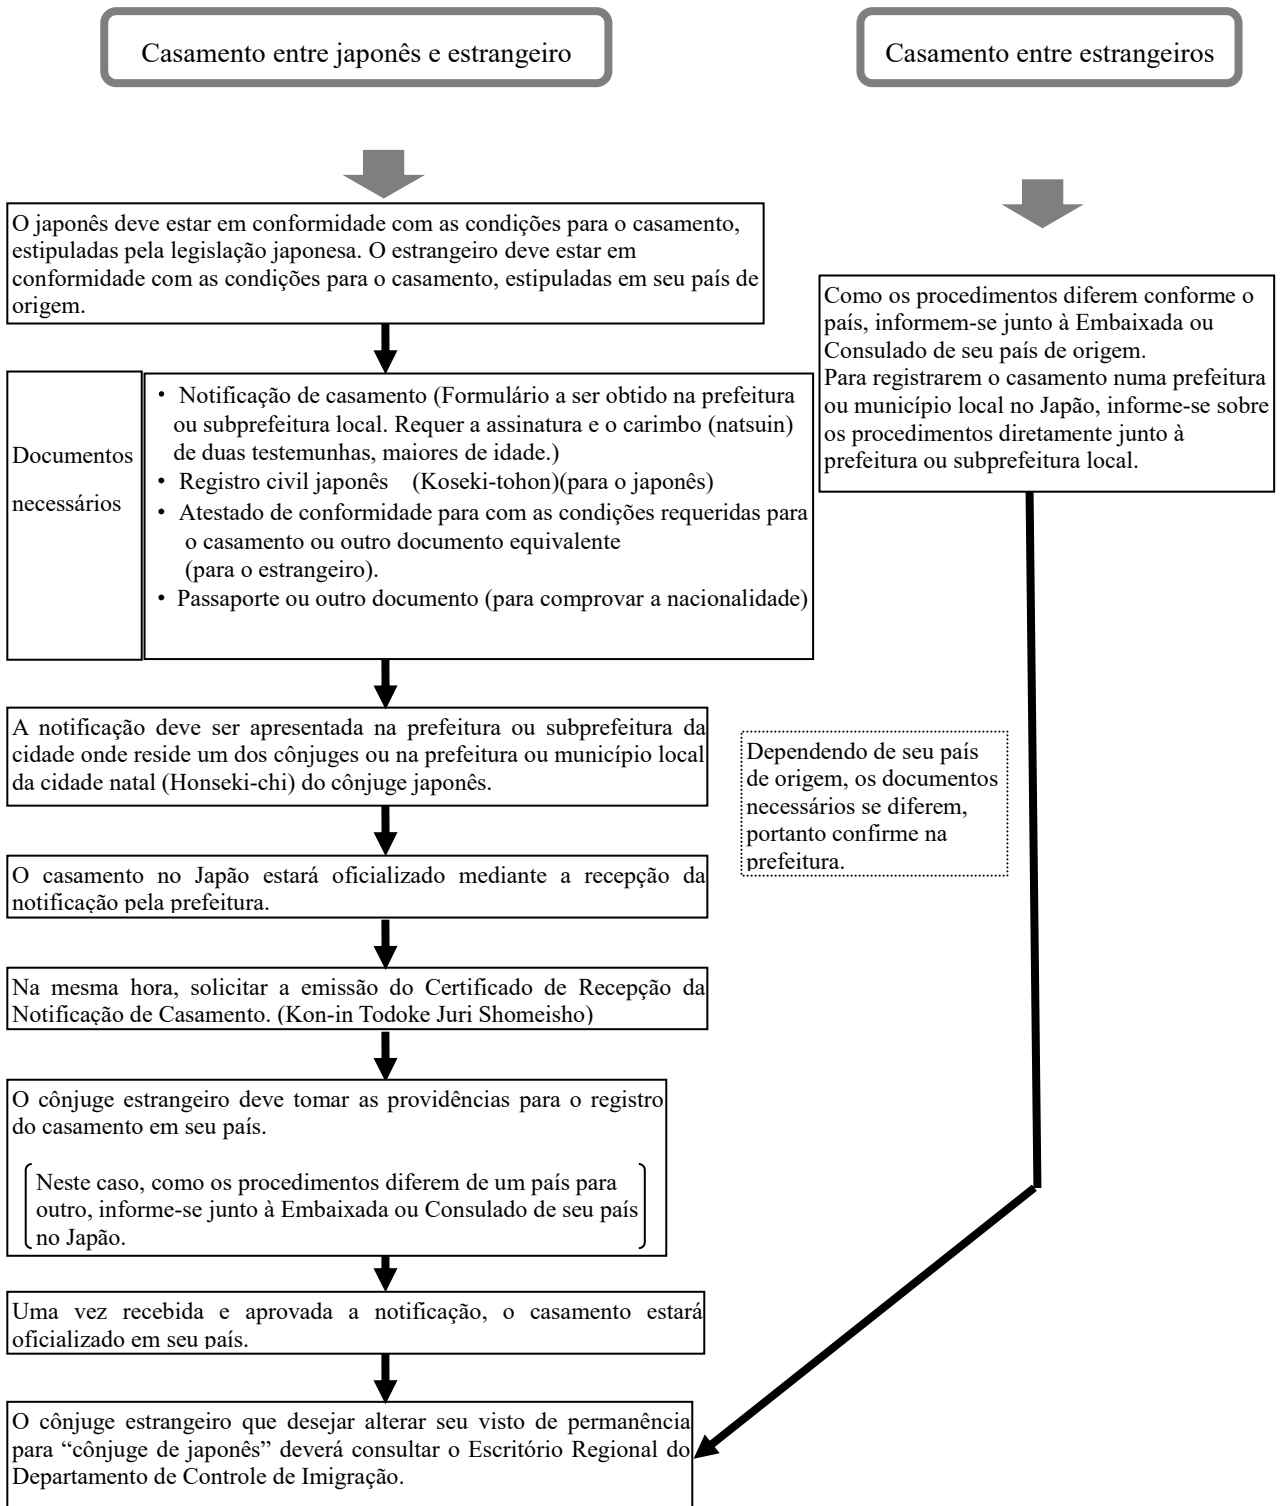 Casamento entre japonês e estrangeiro
Casamento entre estrangeiros
O japonês deve estar em conformidade com as condições para o casamento,
estipuladas pela legislação japonesa. O estrangeiro deve estar em
conformidade com as condições para o casamento, estipuladas em seu país de
origem.
Documentos
necessários
・ Notificação de casamento (Formulário a ser obtido na prefeitura
ou subprefeitura local. Requer a assinatura e o carimbo (natsuin)
de duas testemunhas, maiores de idade.)
・ Registro civil japonês (Koseki-tohon)(para o japonês)
・ Atestado de conformidade para com as condições requeridas para
o casamento ou outro documento equivalente
(para o estrangeiro).
・ Passaporte ou outro documento (para comprovar a nacionalidade)
Como os procedimentos diferem conforme o
país, informem-se junto à Embaixada ou
Consulado de seu país de origem.
Para registrarem o casamento numa prefeitura
ou município local no Japão, informe-se sobre
os procedimentos diretamente junto à
prefeitura ou subprefeitura local.
A notificação deve ser apresentada na prefeitura ou subprefeitura da
cidade onde reside um dos cônjuges ou na prefeitura ou município local
da cidade natal (Honseki-chi) do cônjuge japonês.
Dependendo de seu país
de origem, os documentos
necessários se diferem,
portanto confirme na
prefeitura.
O casamento no Japão estará oficializado mediante a recepção da
notificação pela prefeitura.
Na mesma hora, solicitar a emissão do Certificado de Recepção da
Notificação de Casamento. (Kon-in Todoke Juri Shomeisho)
O cônjuge estrangeiro deve tomar as providências para o registro
do casamento em seu país.
Neste caso, como os procedimentos diferem de um país para
outro, informe-se junto à Embaixada ou Consulado de seu país
no Japão.
Uma vez recebida e aprovada a notificação, o casamento estará
oficializado em seu país.
O cônjuge estrangeiro que desejar alterar seu visto de permanência
para “cônjuge de japonês” deverá consultar o Escritório Regional do
Departamento de Controle de Imigração.